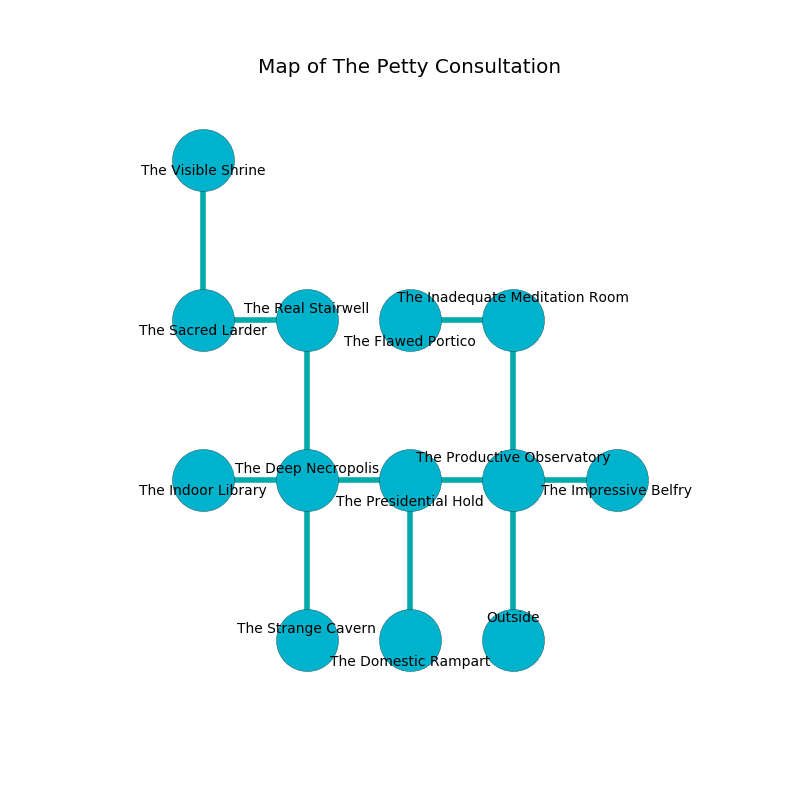 Map of The Petty Consultation
The Visible Shrine
The Inadequate Meditation Room
The Real Stairwell
The Sacred Larder
The Flawed Portico
The Productive Observatory
The Deep Necropolis
The Indoor Library
The Impressive Belfry
The Presidential Hold
Outside
The Strange Cavern
The Domestic Rampart